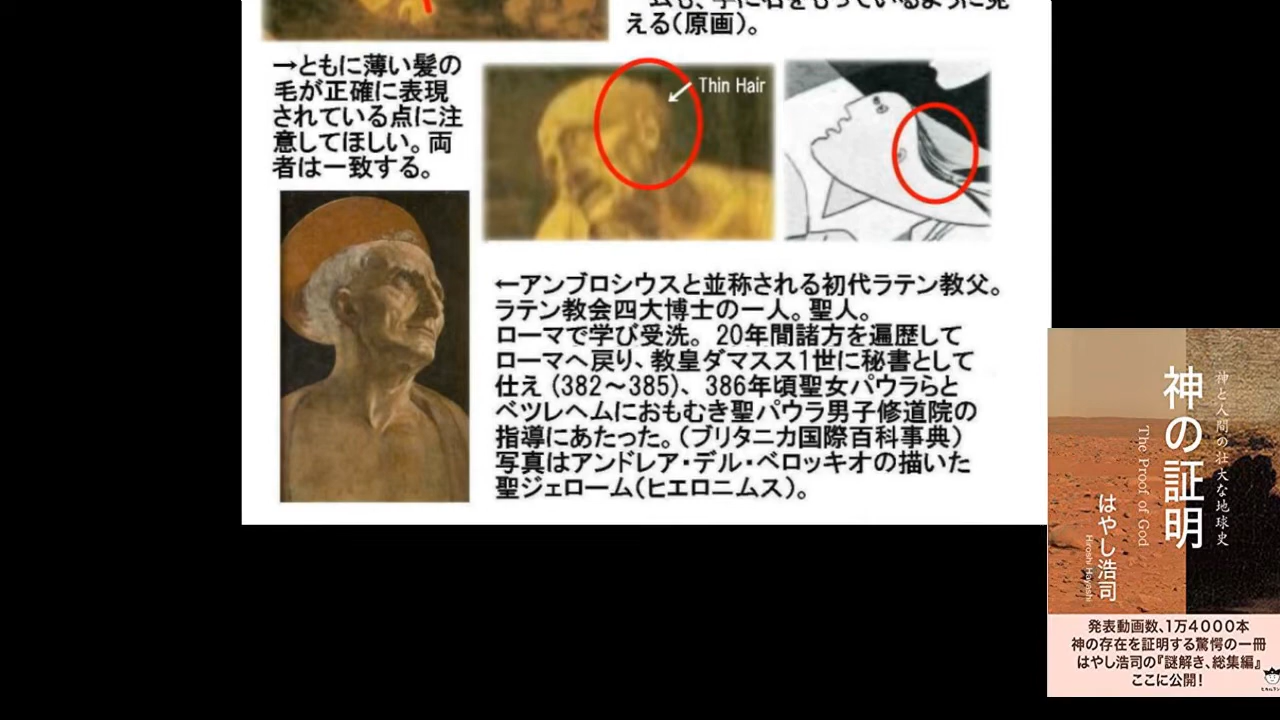 える(原画)。
→ともに薄い髪の
毛が正確に表現
されている点に注
意してほしい。両
者は一致する。
Thin Hair
←アンブロシウスと並称される初代ラテン教父。
ラテン教会四大博士の一人。聖人。
ローマで学び受洗。20年間諸方を遍歴して
ローマへ戻り、教皇ダマスス1世に秘書として
仕え (382～385)、386年頃聖女パウラらと
ベツレヘムにおもむき聖パウラ男子修道院の
指導にあたった。(ブリタニカ国際百科事典)
写真はアンドレア・デル・ベロッキオの描いた
聖ジェローム(ヒエロニムス)。
神と人間の壮大な地球史
神の証明
The Proof of God
はやし浩司
Hiroshi Hayashi
発表動画数、1万4000本
神の存在を証明する驚愕の一冊
はやし浩司の『謎解き、総集編』
ここに公開!